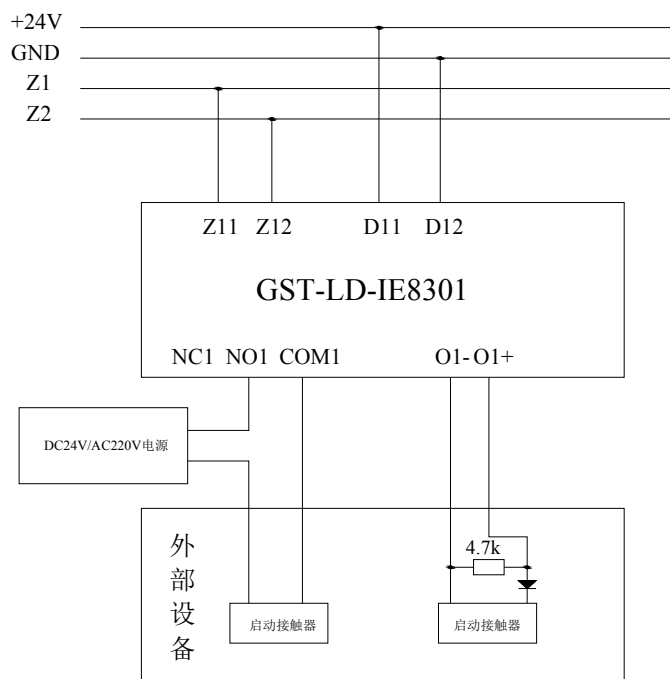 +24V
GND
Z1
Z2
Z11 Z12 D11 D12
GST-LD-IE8301
NC1 NO1 COM1 O1- O1+
DC24V/AC220V电源
外部设备
4.7k
启动接触器 启动接触器